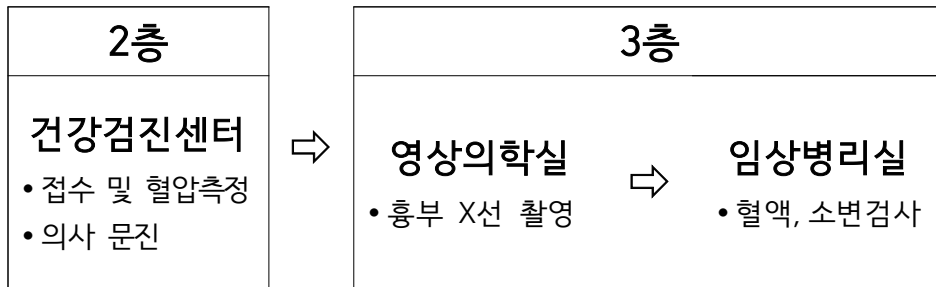 2층
건강검진센터
• 접수 및 혈압측정
• 의사 문진
⇨
3층
영상의학실
• 흉부 X선 촬영
⇨
임상병리실
• 혈액, 소변검사